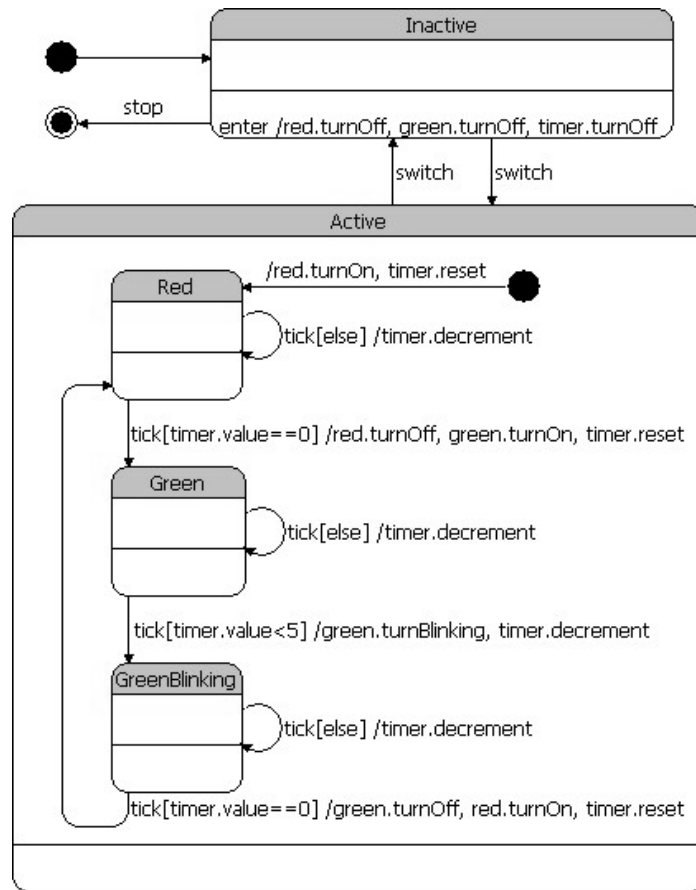 Inactive
stop
enter /red.turnOff, green.turnOff, timer.turnOff
switch
switch
Active
/red.turnOn, timer.reset
Red
tick[else] /timer.decrement
tick[timer.value==0] /red.turnOff, green.turnOn, timer.reset
Green
tick[else] /timer.decrement
tick[timer.value<5] /green.turnBlinking, timer.decrement
GreenBlinking
tick[else] /timer.decrement
tick[timer.value==0] /green.turnOff, red.turnOn, timer.reset